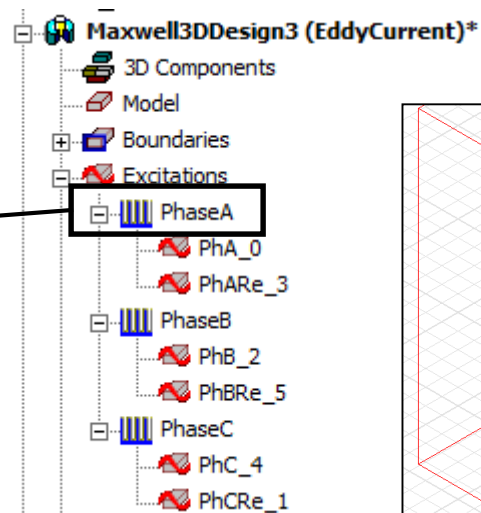 Maxwell3DDesign3 (EddyCurrent)*
3D Components
Model
Boundaries
Excitations
PhaseA
PhA_0
PhARe_3
PhaseB
PhB_2
PhBRe_5
PhaseC
PhC_4
PhCRe_1